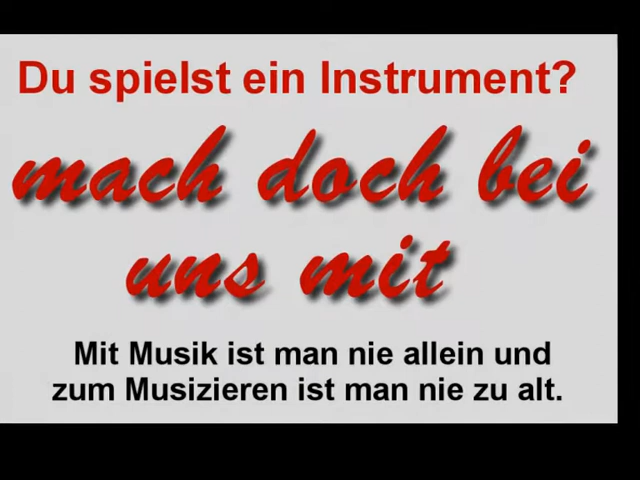 Du spielst ein Instrument?
mach doch bei
uns mit
Mit Musik ist man nie allein und
zum Musizieren ist man nie zu alt.